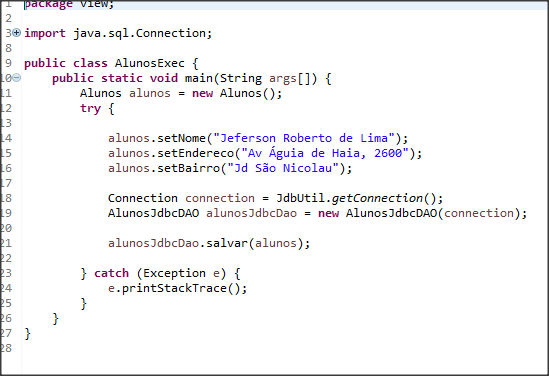 1 package view;
2
3 import java.sql.Connection;
8
9 public class AlunosExec {
10 public static void main(String args[]) {
11 Alunos alunos = new Alunos();
12 try {
13
14 alunos.setNome("Jeferson Roberto de Lima");
15 alunos.setEndereco("Av Águia de Haia, 2600");
16 alunos.setBairro("Jd São Nicolau");
17
18 Connection connection = JdbUtil.getConnection();
19 AlunosJdbcDAO alunosJdbcDao = new AlunosJdbcDAO(connection);
20
21 alunosJdbcDao.salvar(alunos);
22
23 } catch (Exception e) {
24 e.printStackTrace();
25 }
26 }
27 }
28